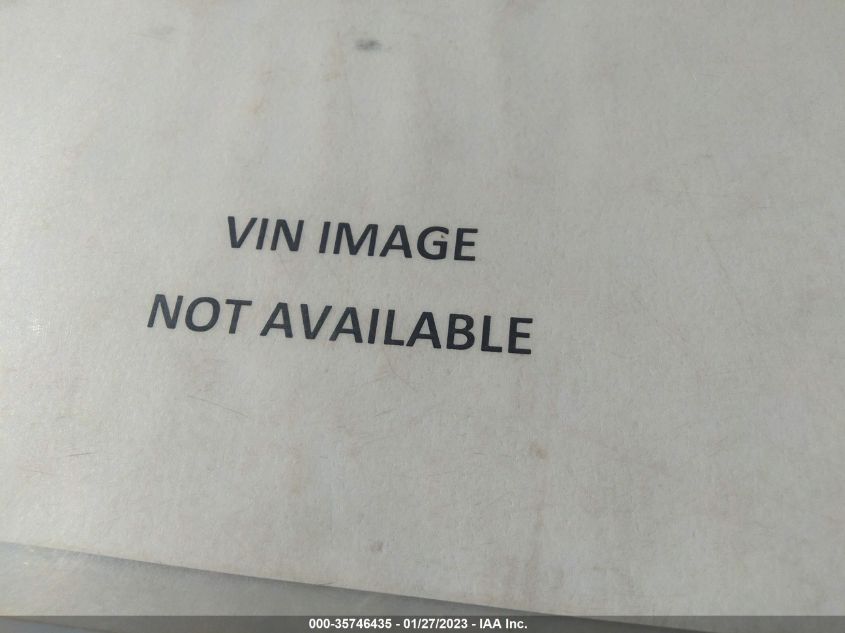 VIN IMAGE
NOT AVAILABLE
000-35746435 - 01/27/2023 - IAA Inc.